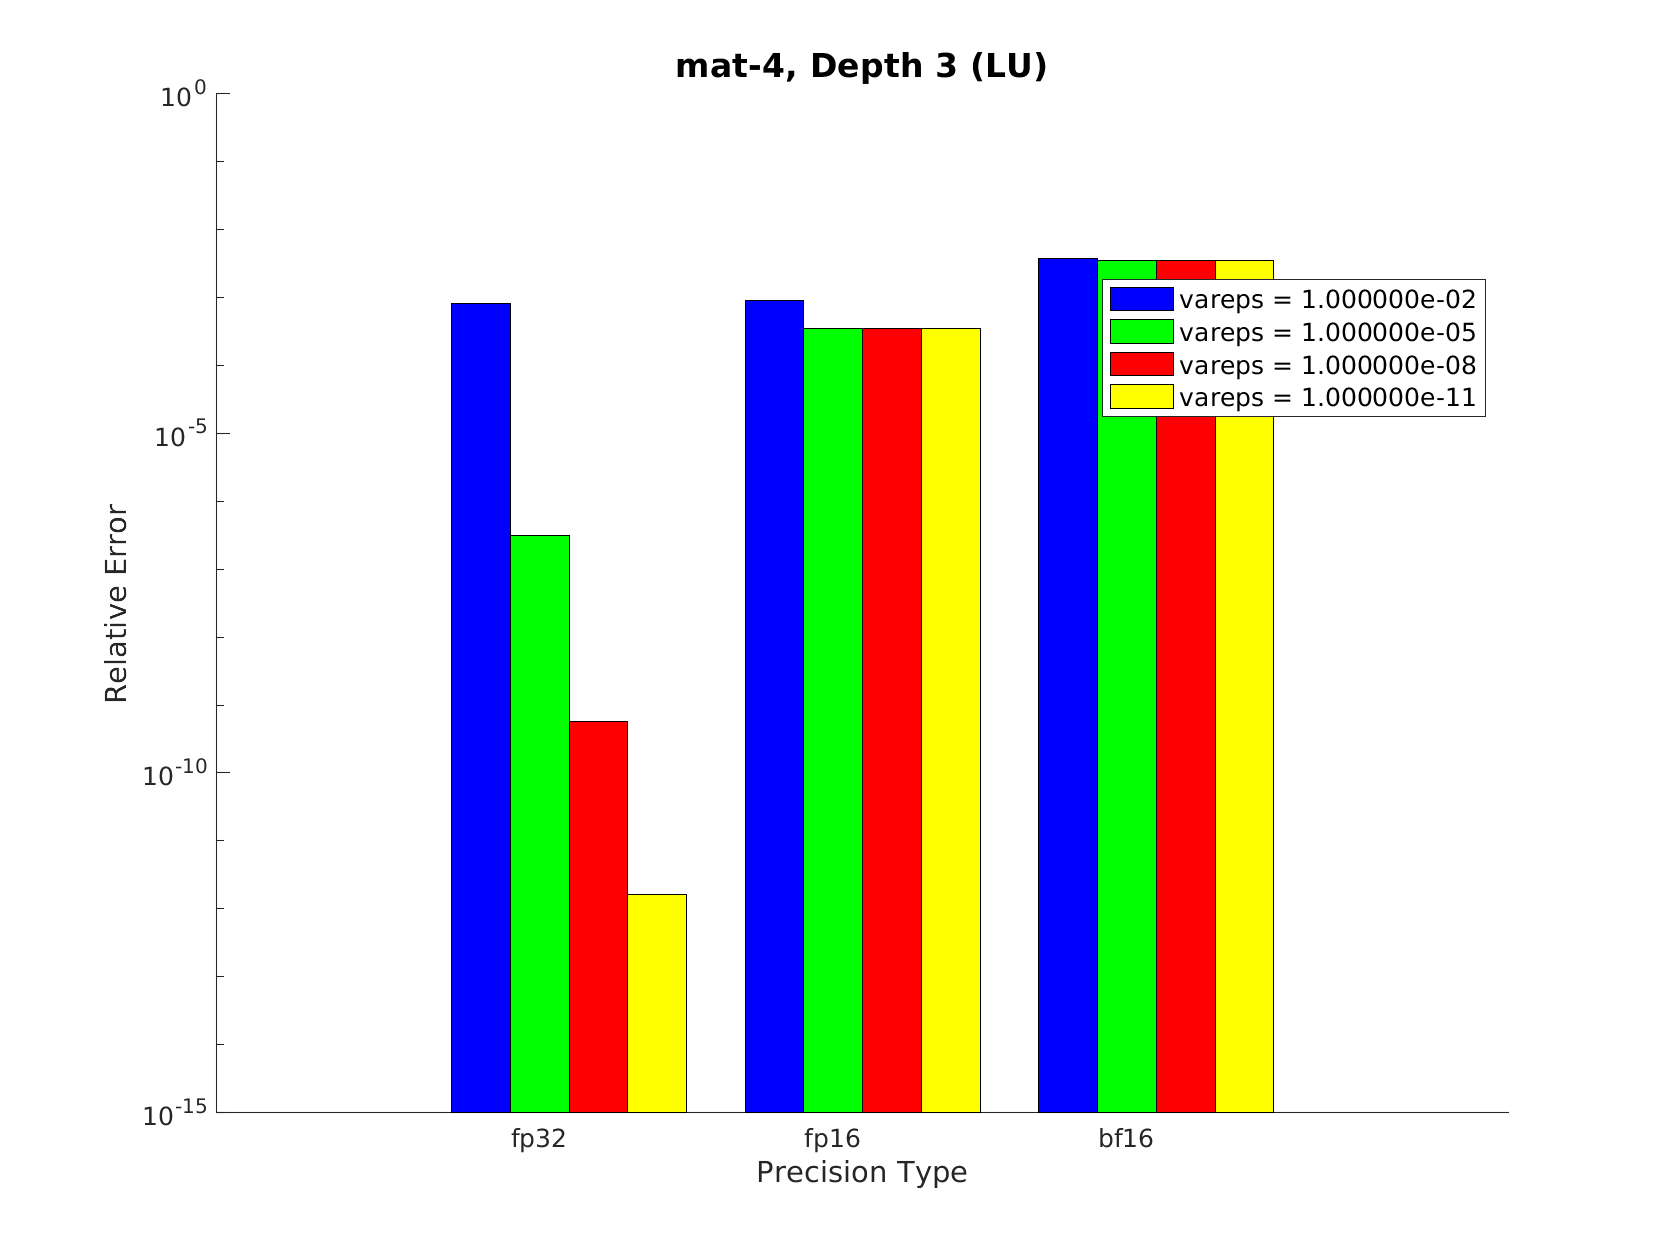 mat-4, Depth 3 (LU)
10^0
10^-5
10^-10
10^-15
Relative Error
vareps = 1.000000e-02
vareps = 1.000000e-05
vareps = 1.000000e-08
vareps = 1.000000e-11
fp32 fp16 bf16
Precision Type